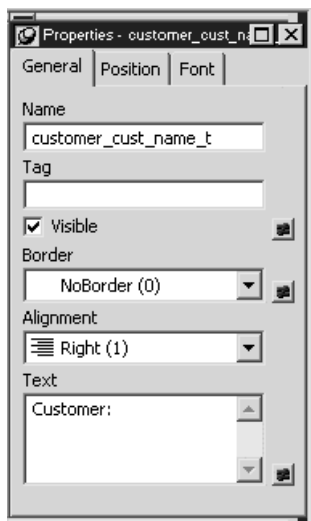 Properties - customer_cust_na
General Position Font
Name
customer_cust_name_t
Tag
Visible
Border
NoBorder (0)
Alignment
Right (1)
Text
Customer: